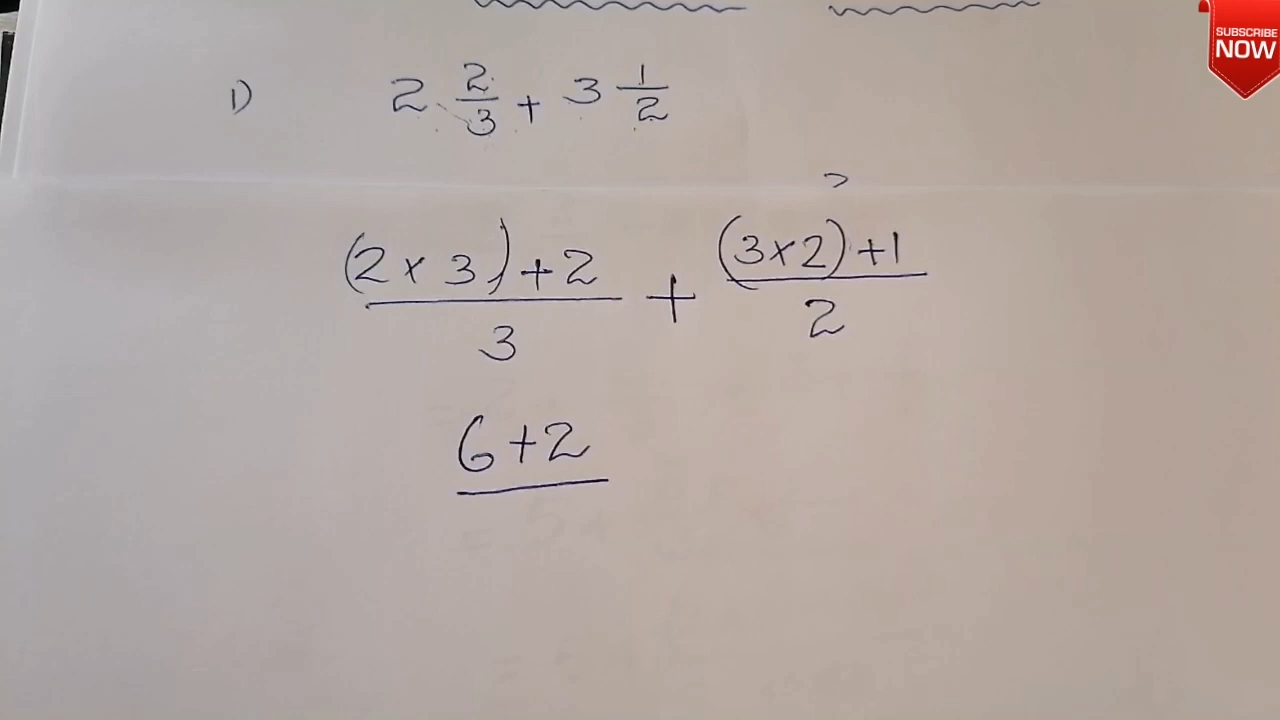 SUBSCRIBE
NOW
1) 2 2/3 + 3 1/2
((2 × 3) + 2)/3 + ((3 × 2) + 1)/2
6 + 2